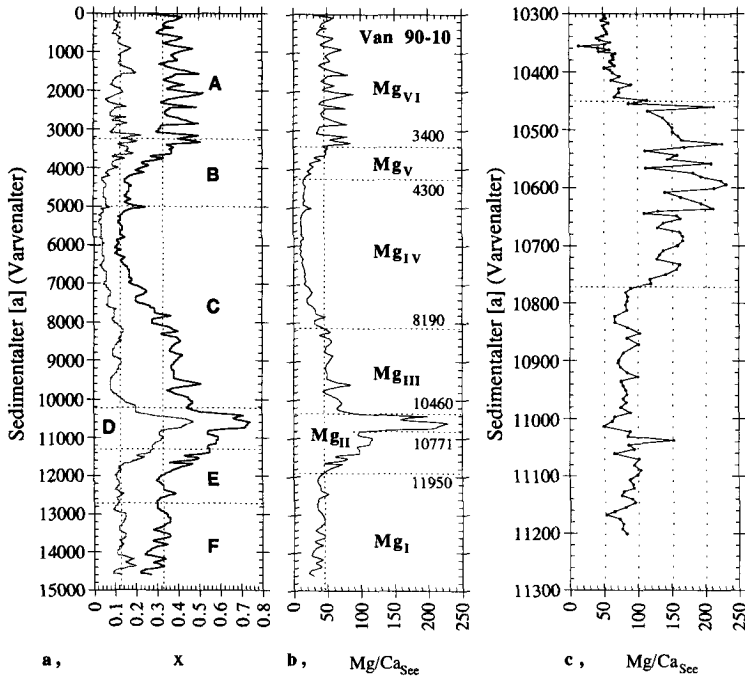 Sedimentalter [a] (Varvenalter)
0
1000
2000
3000
4000
5000
6000
7000
8000
9000
10000
11000
12000
13000
14000
15000
A
B
C
D
E
F
0
0.1
0.2
0.3
0.4
0.5
0.6
0.7
0.8
a, x
Van 90-10
MgVI
3400
MgV
4300
MgIV
8190
MgIII
10460
MgII
10771
11950
MgI
0 50 100 150 200 250
b, Mg/CaSee
Sedimentalter [a] (Varvenalter)
10300
10400
10500
10600
10700
10800
10900
11000
11100
11200
11300
0 50 100 150 200 250
c, Mg/CaSee